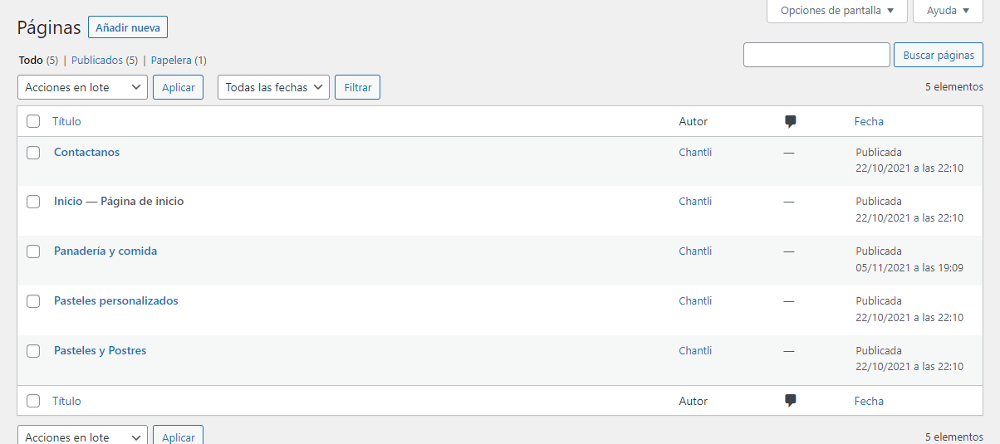 Opciones de pantalla Ayuda
Páginas Añadir nueva
Todo (5) | Publicados (5) | Papelera (1)
Buscar páginas
Acciones en lote Aplicar Todas las fechas Filtrar 5 elementos
Título Autor Fecha
Contactanos Chantli — Publicada
22/10/2021 a las 22:10
Inicio — Página de inicio Chantli — Publicada
22/10/2021 a las 22:10
Panadería y comida Chantli — Publicada
05/11/2021 a las 19:09
Pasteles personalizados Chantli — Publicada
22/10/2021 a las 22:10
Pasteles y Postres Chantli — Publicada
22/10/2021 a las 22:10
Título Autor Fecha
Acciones en lote Aplicar 5 elementos